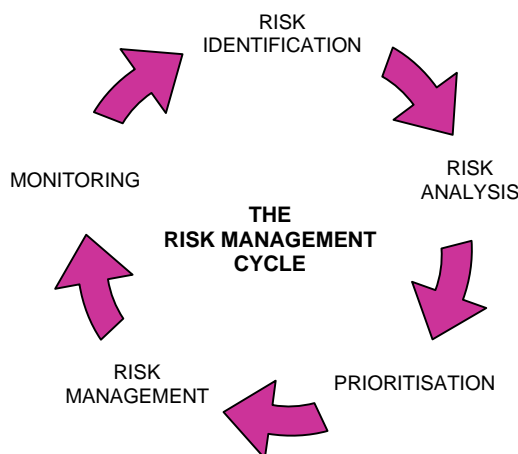 RISK
IDENTIFICATION
RISK
ANALYSIS
MONITORING
THE
RISK MANAGEMENT
CYCLE
RISK
MANAGEMENT
PRIORITISATION